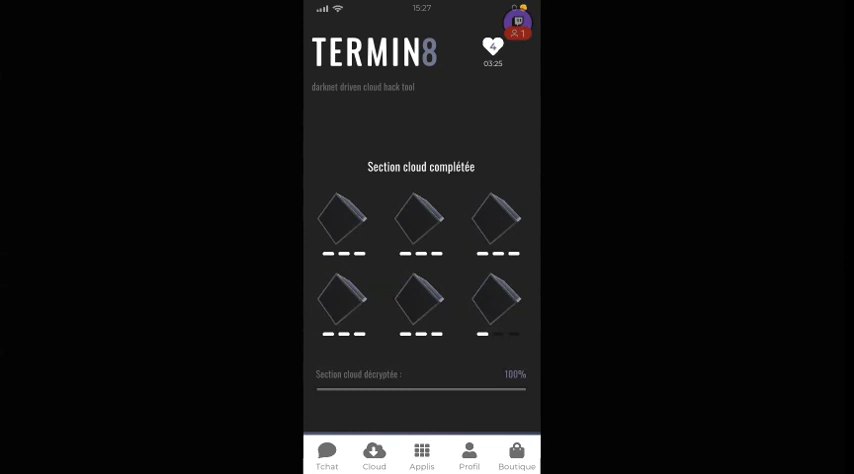 15:27
1
TERMIN8
4
03:25
darknet driven cloud hack tool
Section cloud complétée
Section cloud décryptée :
100%
Tchat
Cloud
Applis
Profil
Boutique